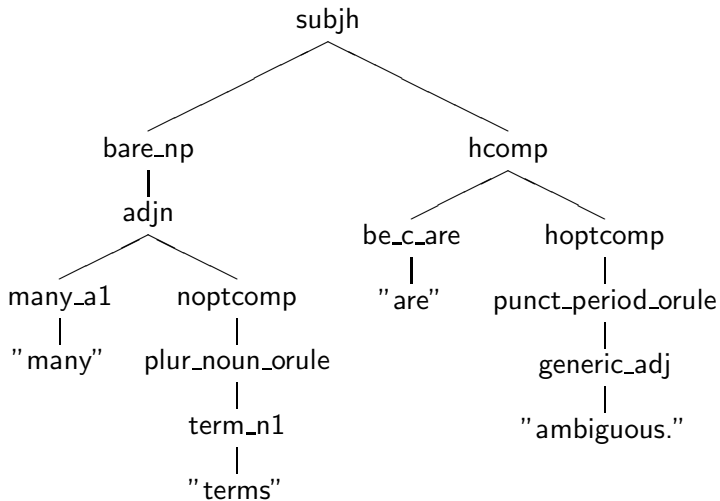 subjh
bare_np hcomp
adjn be_c_are hoptcomp
many_a1 noptcomp "are" punct_period_orule
"many" plur_noun_orule generic_adj
term_n1 "ambiguous."
"terms"